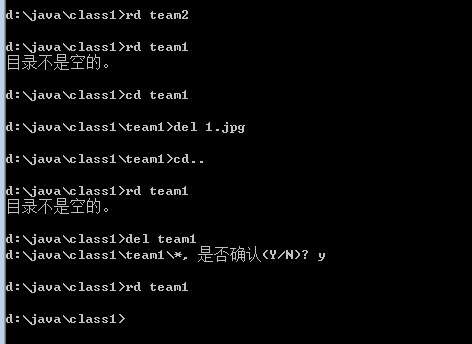 d:\java\class1>rd team2
d:\java\class1>rd team1
目录不是空的。
d:\java\class1>cd team1
d:\java\class1\team1>del 1.jpg
d:\java\class1\team1>cd..
d:\java\class1>rd team1
目录不是空的。
d:\java\class1>del team1
d:\java\class1\team1\*, 是否确认(Y/N)? y
d:\java\class1>rd team1
d:\java\class1>